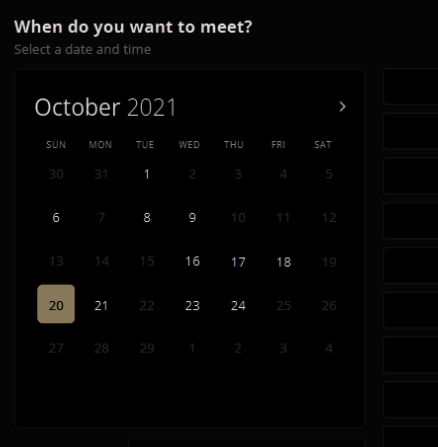 When do you want to meet?
Select a date and time
October 2021
SUN MON TUE WED THU FRI SAT
30 31 1 2 3 4 5
6 7 8 9 10 11 12
13 14 15 16 17 18 19
20 21 22 23 24 25 26
27 28 29 1 2 3 4